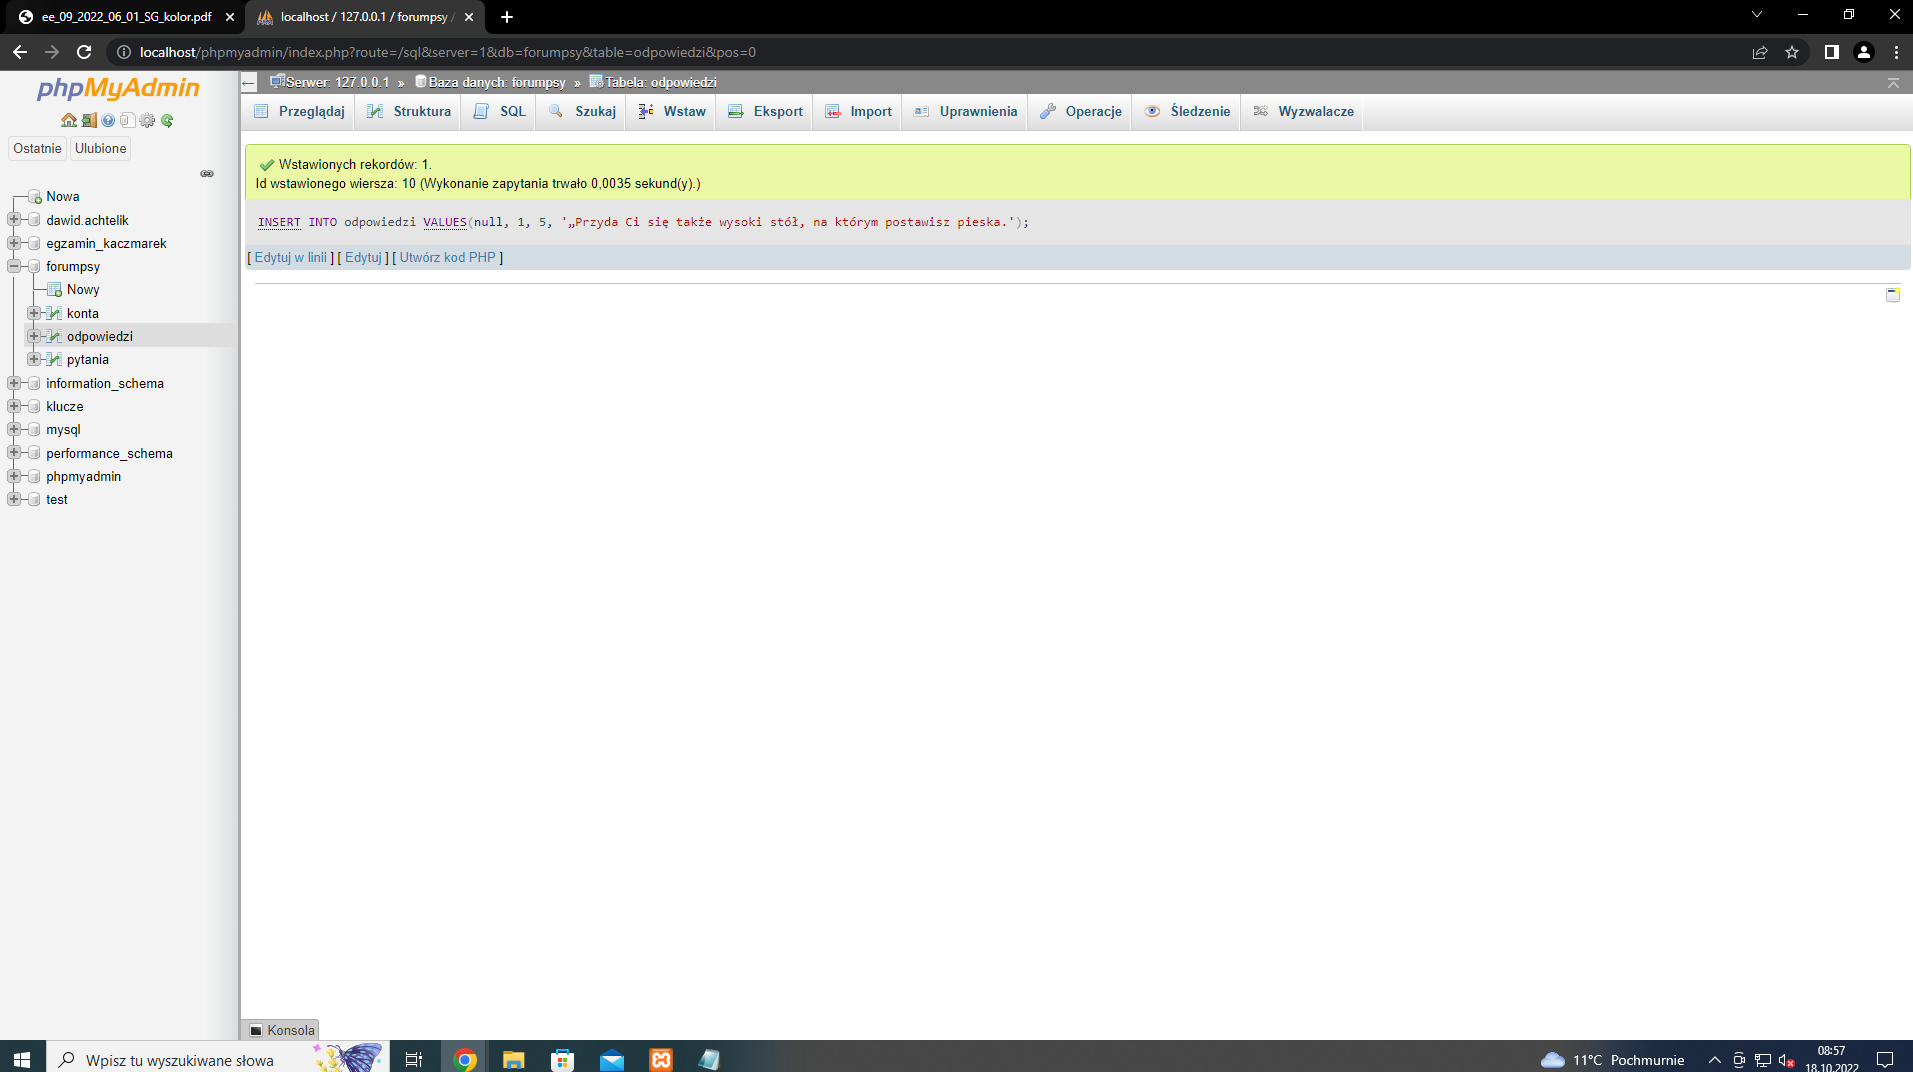 ee_09_2022_06_01_SG_kolor.pdf
localhost / 127.0.0.1 / forumpsy /
localhost/phpmyadmin/index.php?route=/sql&server=1&db=forumpsy&table=odpowiedzi&pos=0
phpMyAdmin
Serwer: 127.0.0.1 » Baza danych: forumpsy » Tabela: odpowiedzi
Przeglądaj Struktura SQL Szukaj Wstaw Eksport Import Uprawnienia Operacje Śledzenie Wyzwalacze
Ostatnie Ulubione
Nowa
dawid.achtelik
egzamin_kaczmarek
forumpsy
Nowy
konta
odpowiedzi
pytania
information_schema
klucze
mysql
performance_schema
phpmyadmin
test
Wstawionych rekordów: 1.
Id wstawionego wiersza: 10 (Wykonanie zapytania trwało 0,0035 sekund(y).)
INSERT INTO odpowiedzi VALUES(null, 1, 5, '„Przyda Ci się także wysoki stół, na którym postawisz pieska.');
[ Edytuj w linii ] [ Edytuj ] [ Utwórz kod PHP ]
Konsola
Wpisz tu wyszukiwane słowa
11°C Pochmurnie
08:57
18.10.2022